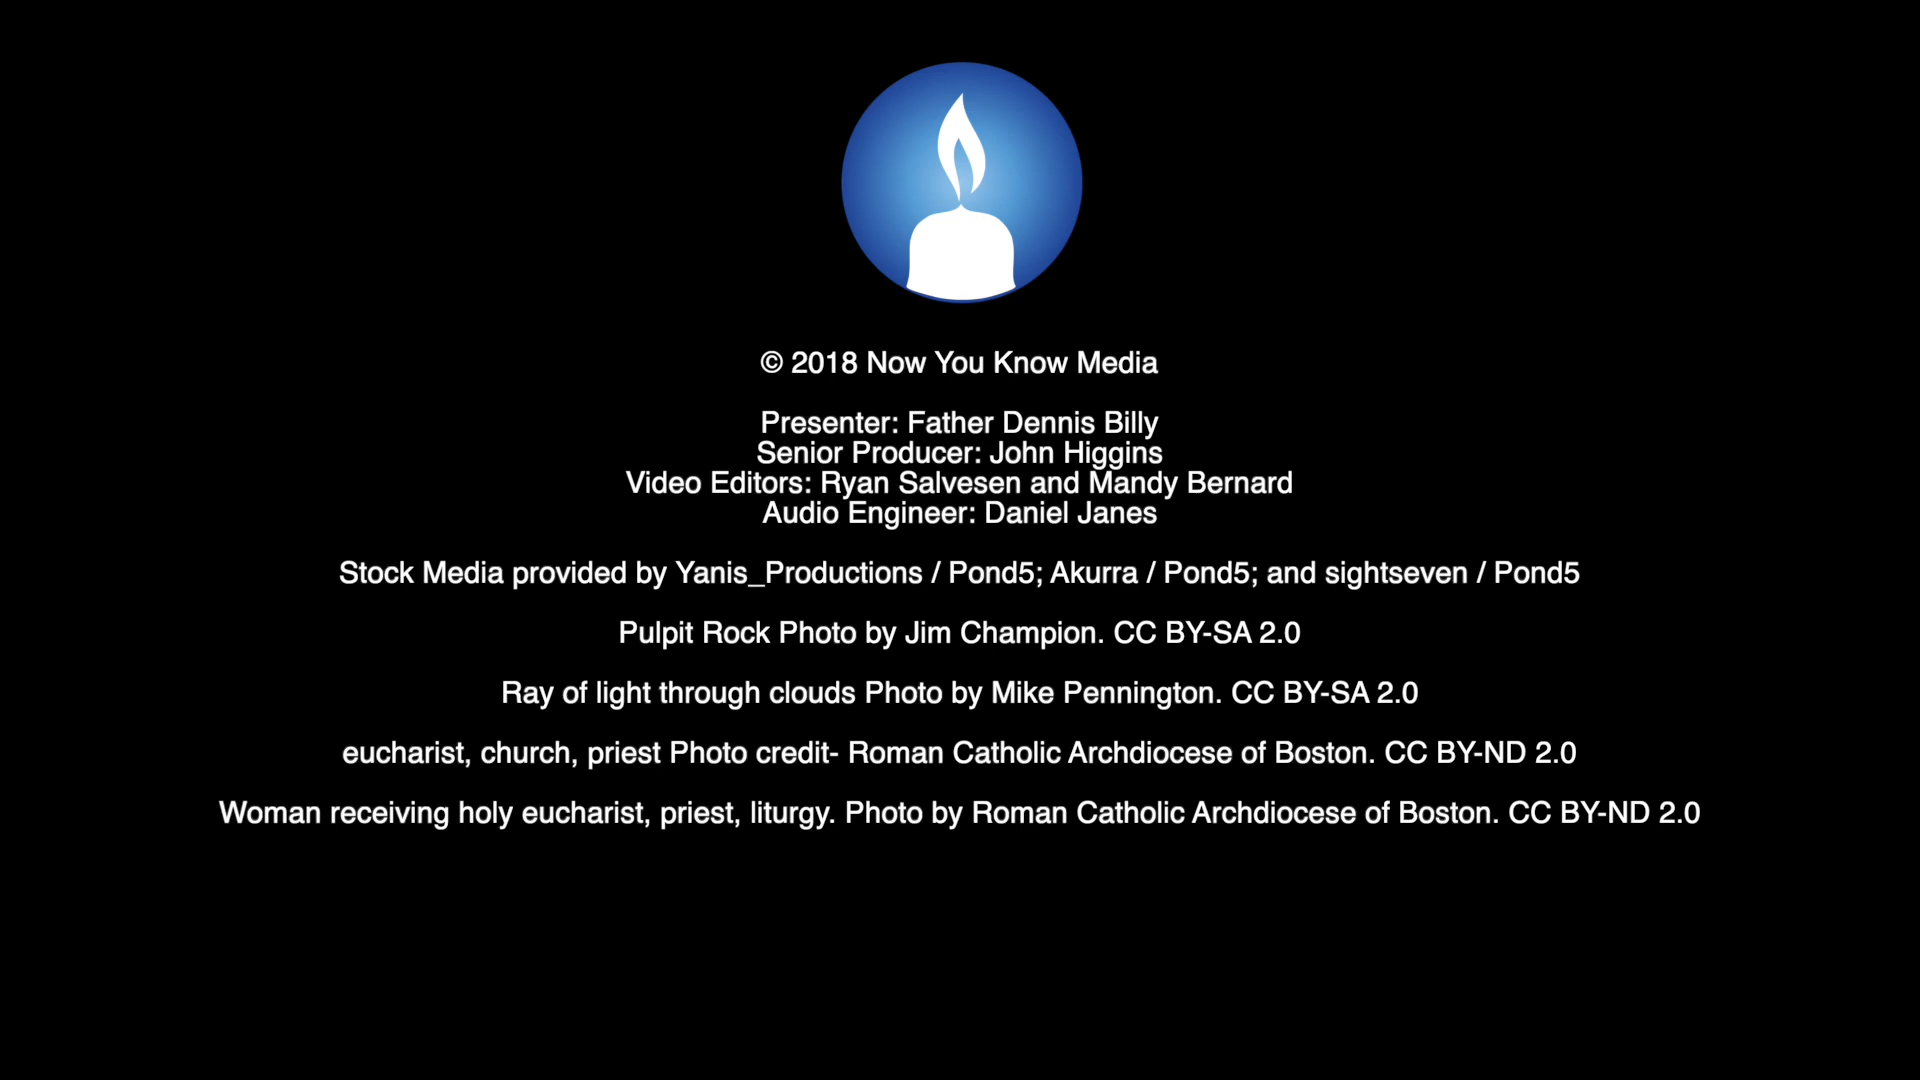 © 2018 Now You Know Media
Presenter: Father Dennis Billy
Senior Producer: John Higgins
Video Editors: Ryan Salvesen and Mandy Bernard
Audio Engineer: Daniel Janes
Stock Media provided by Yanis_Productions / Pond5; Akurra / Pond5; and sightseven / Pond5
Pulpit Rock Photo by Jim Champion. CC BY-SA 2.0
Ray of light through clouds Photo by Mike Pennington. CC BY-SA 2.0
eucharist, church, priest Photo credit- Roman Catholic Archdiocese of Boston. CC BY-ND 2.0
Woman receiving holy eucharist, priest, liturgy. Photo by Roman Catholic Archdiocese of Boston. CC BY-ND 2.0